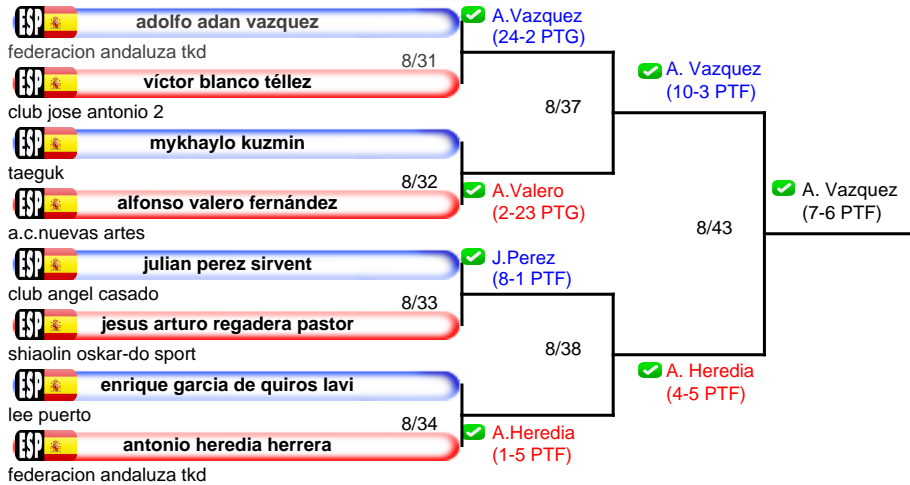 ESP adolfo adan vazquez
federacion andaluza tkd
8/31
ESP víctor blanco téllez
club jose antonio 2
ESP mykhaylo kuzmin
taeguk
8/32
ESP alfonso valero fernández
a.c.nuevas artes
ESP julian perez sirvent
club angel casado
8/33
ESP jesus arturo regadera pastor
shiaolin oskar-do sport
ESP enrique garcia de quiros lavi
lee puerto
8/34
ESP antonio heredia herrera
federacion andaluza tkd
A.Vazquez
(24-2 PTG)
8/37
A.Valero
(2-23 PTG)
J.Perez
(8-1 PTF)
8/38
A.Heredia
(1-5 PTF)
A. Vazquez
(10-3 PTF)
8/43
A. Heredia
(4-5 PTF)
A. Vazquez
(7-6 PTF)